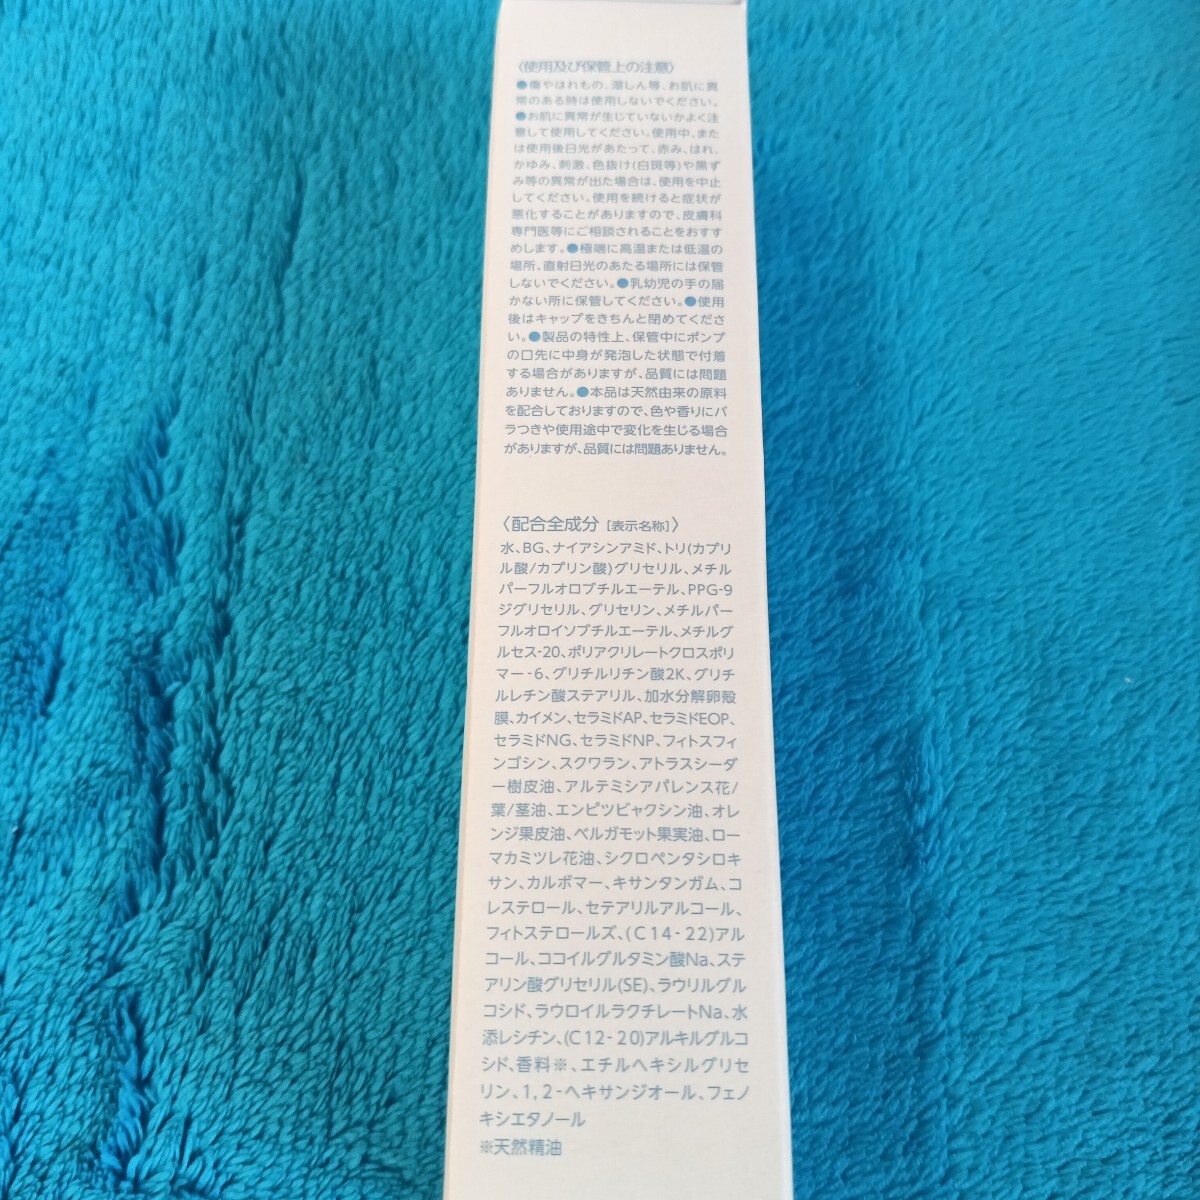 〈使用及び保管上の注意〉
●傷やはれもの、湿しん等、お肌に異
常のある時は使用しないでください。
●お肌に異常が生じていないかよく注
意して使用してください。使用中、また
は使用後日光があたって、赤み、はれ、
かゆみ、刺激、色抜け(白斑等)や黒ず
み等の異常が出た場合は、使用を中止
してください。使用を続けると症状が
悪化することがありますので、皮膚科
専門医等にご相談されることをおすす
めします。●極端に高温または低温の
場所、直射日光のあたる場所には保管
しないでください。●乳幼児の手の届
かない所に保管してください。●使用
後はキャップをきちんと閉めてくださ
い。●製品の特性上、保管中にポンプ
の口先に中身が発泡した状態で付着
する場合がありますが、品質には問題
ありません。●本品は天然由来の原料
を配合しておりますので、色や香りにバ
ラつきや使用途中で変化を生じる場合
がありますが、品質には問題ありません。
〈配合全成分 [表示名称]〉
水、BG、ナイアシンアミド、トリ(カプリ
ル酸/カプリン酸)グリセリル、メチル
パーフルオロブチルエーテル、PPG-9
ジグリセリル、グリセリン、メチルパー
フルオロイソブチルエーテル、メチルグ
ルセス-20、ポリアクリレートクロスポリ
マー-6、グリチルリチン酸2K、グリチ
ルレチン酸ステアリル、加水分解卵殻
膜、カイメン、セラミドAP、セラミドEOP、
セラミドNG、セラミドNP、フィトスフィ
ンゴシン、スクワラン、アトラスシーダ
ー樹皮油、アルテミシアパレンス花/
葉/茎油、エンピツビャクシン油、オレ
ンジ果皮油、ベルガモット果実油、ロー
マカミツレ花油、シクロペンタシロキ
サン、カルボマー、キサンタンガム、コ
レステロール、セテアリルアルコール、
フィトステロールズ、(C14-22)アル
コール、ココイルグルタミン酸Na、ステ
アリン酸グリセリル(SE)、ラウリルグル
コシド、ラウロイルラクチレートNa、水
添レシチン、(C12-20)アルキルグルコ
シド、香料※、エチルヘキシルグリセ
リン、1,2-ヘキサンジオール、フェノ
キシエタノール
※天然精油